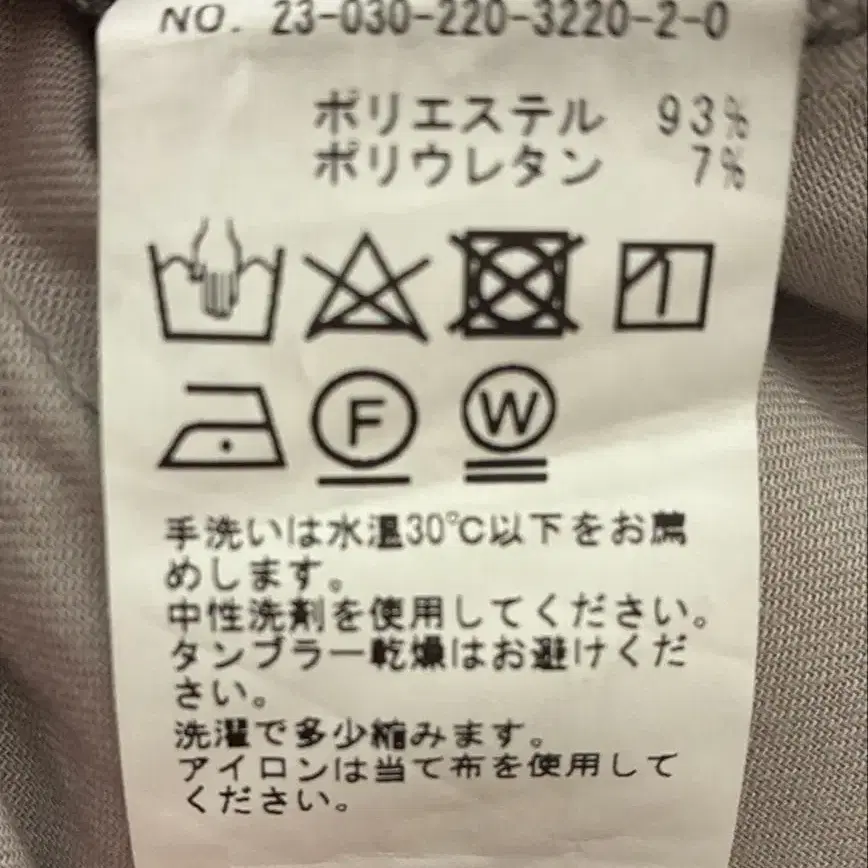 NO. 23-030-220-3220-2-0
ポリエステル 93%
ポリウレタン 7%
F W
手洗いは水温30℃以下をお薦
めします。
中性洗剤を使用してください。
タンブラー乾燥はお避けくだ
さい。
洗濯で多少縮みます。
アイロンは当て布を使用して
ください。